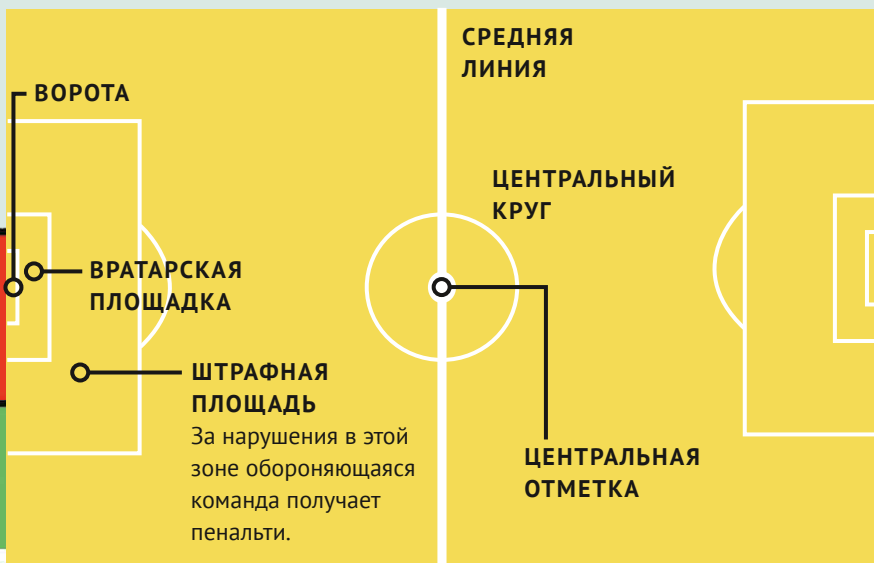 СРЕДНЯЯ
ЛИНИЯ
ВОРОТА
ЦЕНТРАЛЬНЫЙ
КРУГ
ВРАТАРСКАЯ
ПЛОЩАДКА
ШТРАФНАЯ
ПЛОЩАДЬ
За нарушения в этой
зоне обороняющаяся
команда получает
пенальти.
ЦЕНТРАЛЬНАЯ
ОТМЕТКА